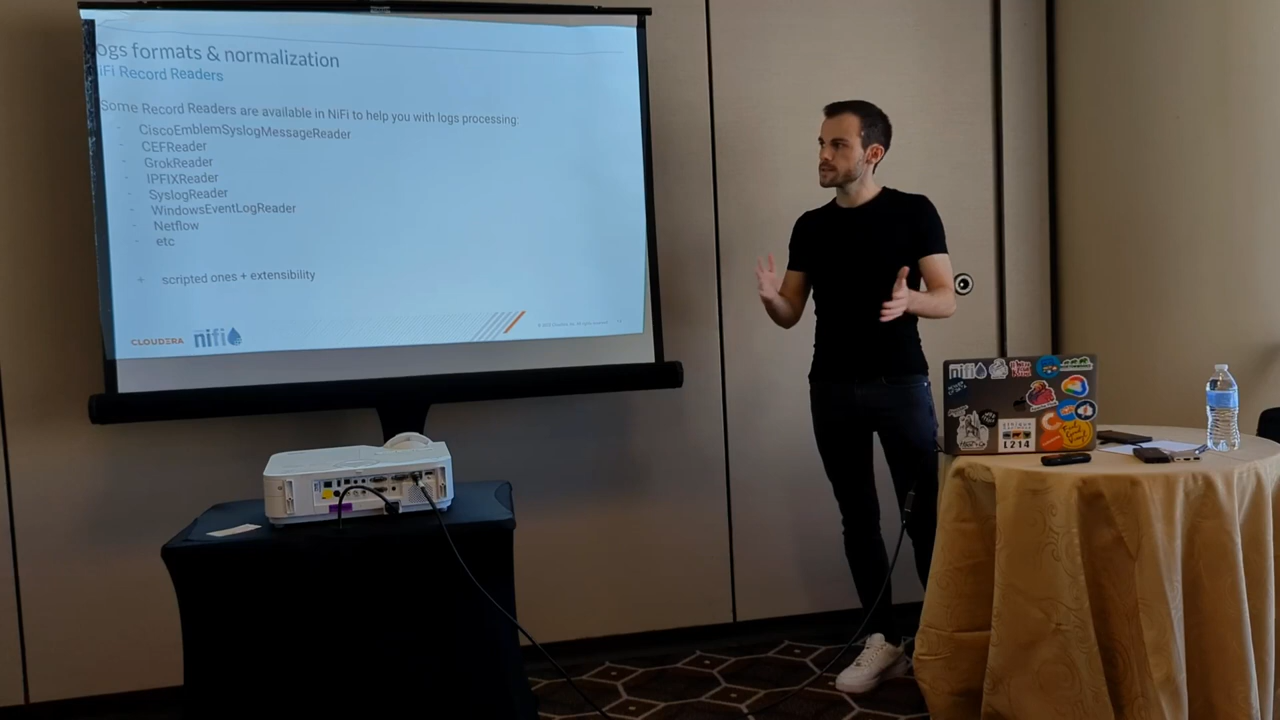 ogs formats & normalization
iFi Record Readers
Some Record Readers are available in NiFi to help you with logs processing:
- CiscoEmblemSyslogMessageReader
- CEFReader
- GrokReader
- IPFIXReader
- SyslogReader
- WindowsEventLogReader
- Netflow
- etc
+ scripted ones + extensibility
CLOUDERA
nifi
nifi
L214